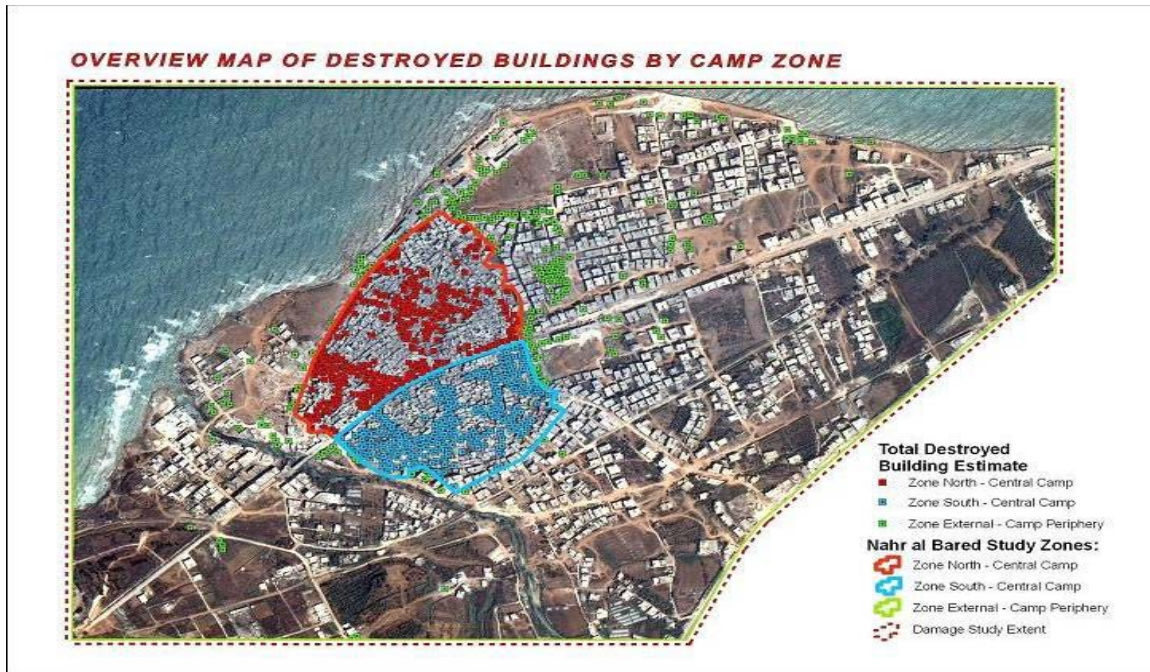 OVERVIEW MAP OF DESTROYED BUILDINGS BY CAMP ZONE
Total Destroyed
Building Estimate
Zone North - Central Camp
Zone South - Central Camp
Zone External - Camp Periphery
Nahr al Bared Study Zones:
Zone North - Central Camp
Zone South - Central Camp
Zone External - Camp Periphery
Damage Study Extent